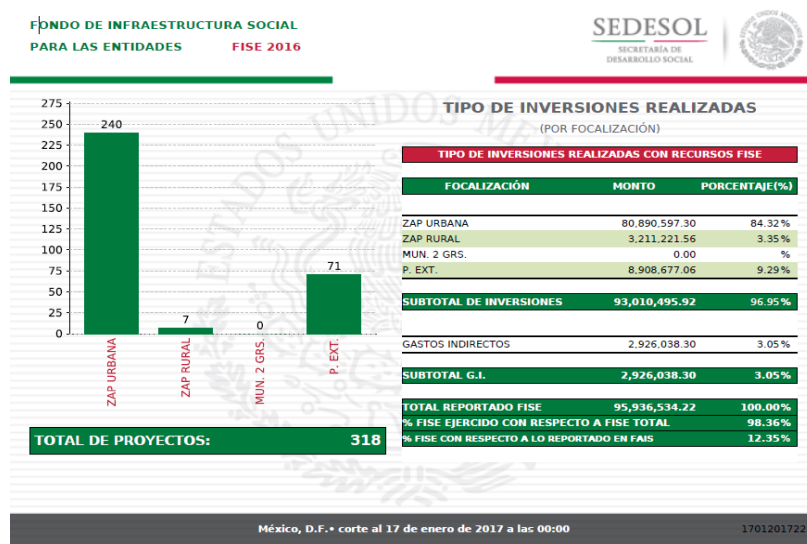 FONDO DE INFRAESTRUCTURA SOCIAL
PARA LAS ENTIDADES FISE 2016
SEDESOL
SECRETARÍA DE
DESARROLLO SOCIAL
275
250
225
200
175
150
125
100
75
50
25
0
240
7
0
71
ZAP URBANA
ZAP RURAL
MUN. 2 GRS.
P. EXT.
TOTAL DE PROYECTOS: 318
TIPO DE INVERSIONES REALIZADAS
(POR FOCALIZACIÓN)
TIPO DE INVERSIONES REALIZADAS CON RECURSOS FISE
FOCALIZACIÓN MONTO PORCENTAJE(%)
ZAP URBANA 80,890,597.30 84.32%
ZAP RURAL 3,211,221.56 3.35%
MUN. 2 GRS. 0.00 %
P. EXT. 8,908,677.06 9.29%
SUBTOTAL DE INVERSIONES 93,010,495.92 96.95%
GASTOS INDIRECTOS 2,926,038.30 3.05%
SUBTOTAL G.I. 2,926,038.30 3.05%
TOTAL REPORTADO FISE 95,936,534.22 100.00%
% FISE EJERCIDO CON RESPECTO A FISE TOTAL 98.36%
% FISE CON RESPECTO A LO REPORTADO EN FAIS 12.35%
ESTADOS UNIDOS MEX
México, D.F.• corte al 17 de enero de 2017 a las 00:00
1701201722